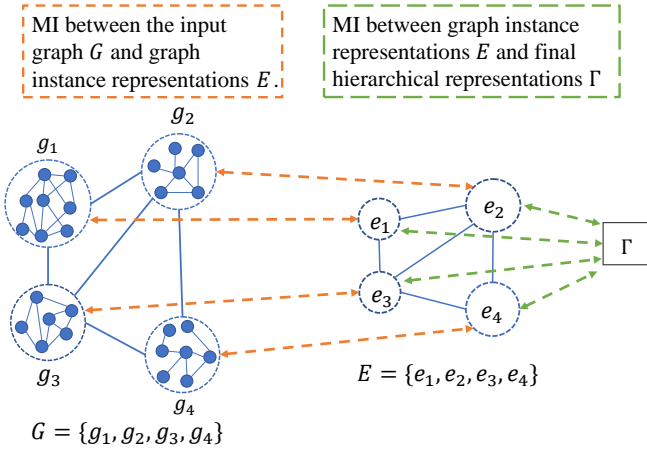 MI between the input
graph G and graph
instance representations E.
MI between graph instance
representations E and final
hierarchical representations Γ
g₁
g₂
g₃
g₄
e₁
e₂
e₃
e₄
Γ
E = {e₁, e₂, e₃, e₄}
G = {g₁, g₂, g₃, g₄}